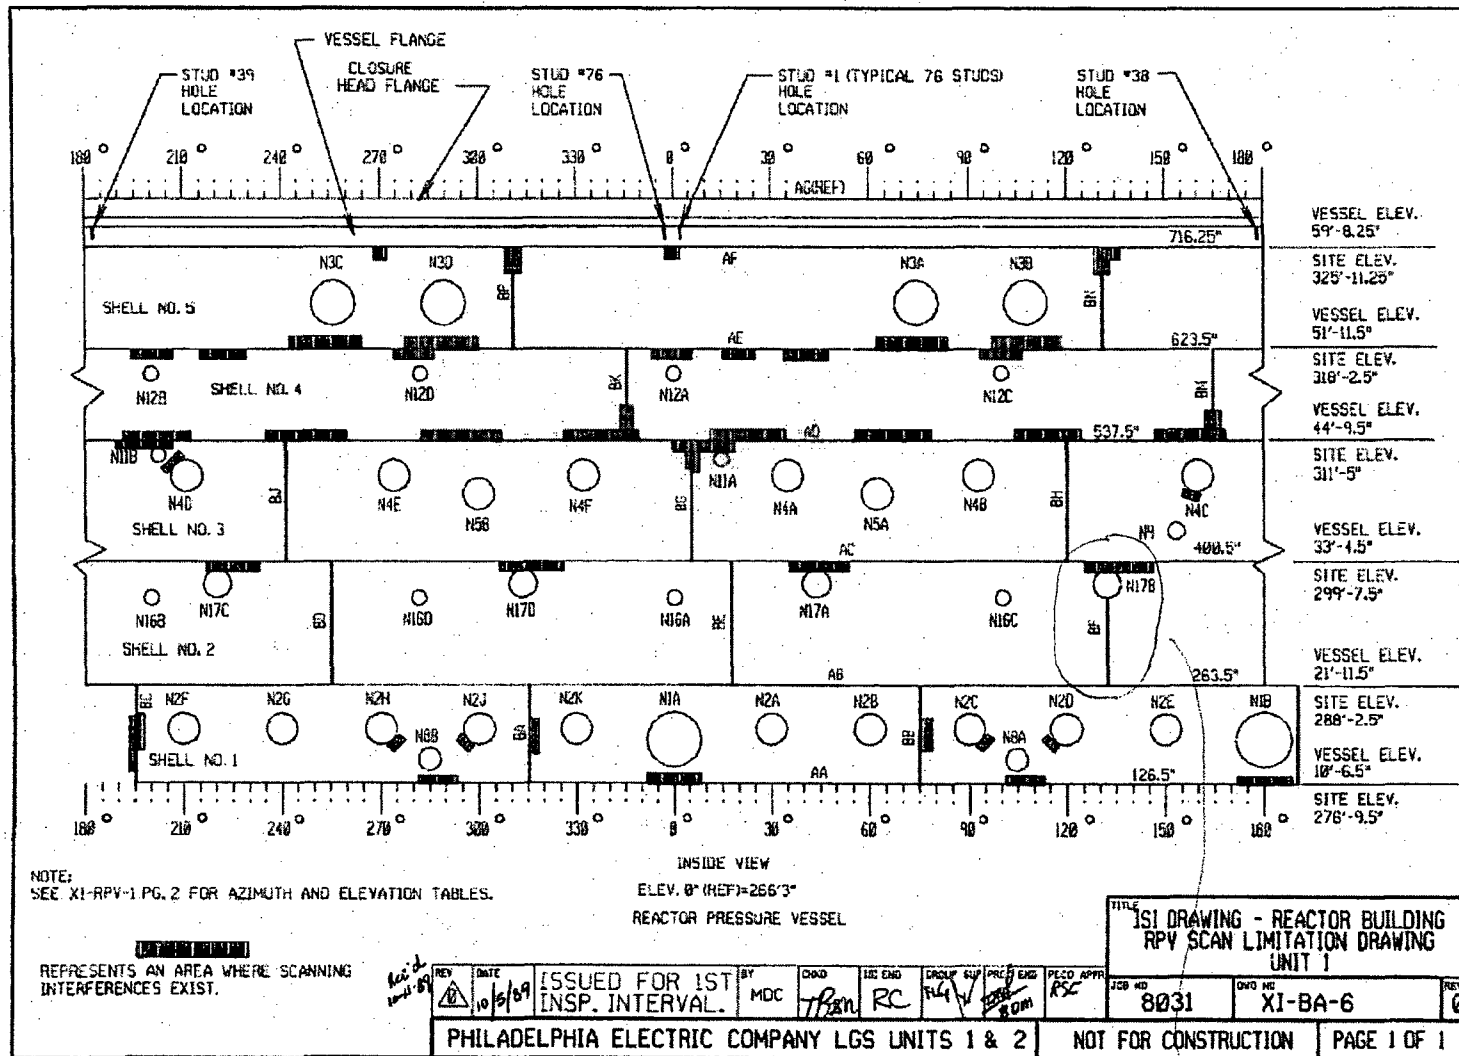 VESSEL FLANGE
CLOSURE
HEAD FLANGE
STUD #39
HOLE
LOCATION
STUD #76
HOLE
LOCATION
STUD #1 (TYPICAL 76 STUDS)
HOLE
LOCATION
STUD #38
HOLE
LOCATION
180° 210° 240° 270° 300° 330° 0° 30° 60° 90° 120° 150° 180°
AG(REF)
716.25"
VESSEL ELEV.
59'-8.25"
SITE ELEV.
325'-11.25"
N3C N3D BP AF N3A N3B BN
SHELL NO. 5
AE
623.5"
VESSEL ELEV.
51'-11.5"
SITE ELEV.
318'-2.5"
N12B SHELL NO. 4 N12D BK N12A N12C BM
AD
537.5"
VESSEL ELEV.
44'-9.5"
SITE ELEV.
311'-5"
N11B N4D BJ N4E N5B N4F BG N11A N4A N5A N4B BH N4C
SHELL NO. 3
AC
N9
400.5"
VESSEL ELEV.
33'-4.5"
SITE ELEV.
299'-7.5"
N16B N17C BD N16D N17D N16A BE N17A N16C BF N17B
SHELL NO. 2
AB
263.5"
VESSEL ELEV.
21'-11.5"
SITE ELEV.
288'-2.5"
BC N2F N2G N2H N8B N2J BA N2K N1A N2A N2B BB N2C N8A N2D N2E N1B
SHELL NO. 1
AA
126.5"
VESSEL ELEV.
10'-6.5"
SITE ELEV.
276'-9.5"
180° 210° 240° 270° 300° 330° 0° 30° 60° 90° 120° 150° 180°
INSIDE VIEW
ELEV. 0" (REF)=266'3"
REACTOR PRESSURE VESSEL
NOTE:
SEE XI-RPV-1 PG. 2 FOR AZIMUTH AND ELEVATION TABLES.
REPRESENTS AN AREA WHERE SCANNING
INTERFERENCES EXIST.
Rec'd
REV 0
DATE 10/5/89
ISSUED FOR 1ST
INSP. INTERVAL.
BY MDC
CHKD
RC
PECO APPR
RSC
TITLE
ISI DRAWING - REACTOR BUILDING
RPV SCAN LIMITATION DRAWING
UNIT 1
JOB NO 8031
DWG NO XI-BA-6
REV 0
PHILADELPHIA ELECTRIC COMPANY LGS UNITS 1 & 2
NOT FOR CONSTRUCTION
PAGE 1 OF 1